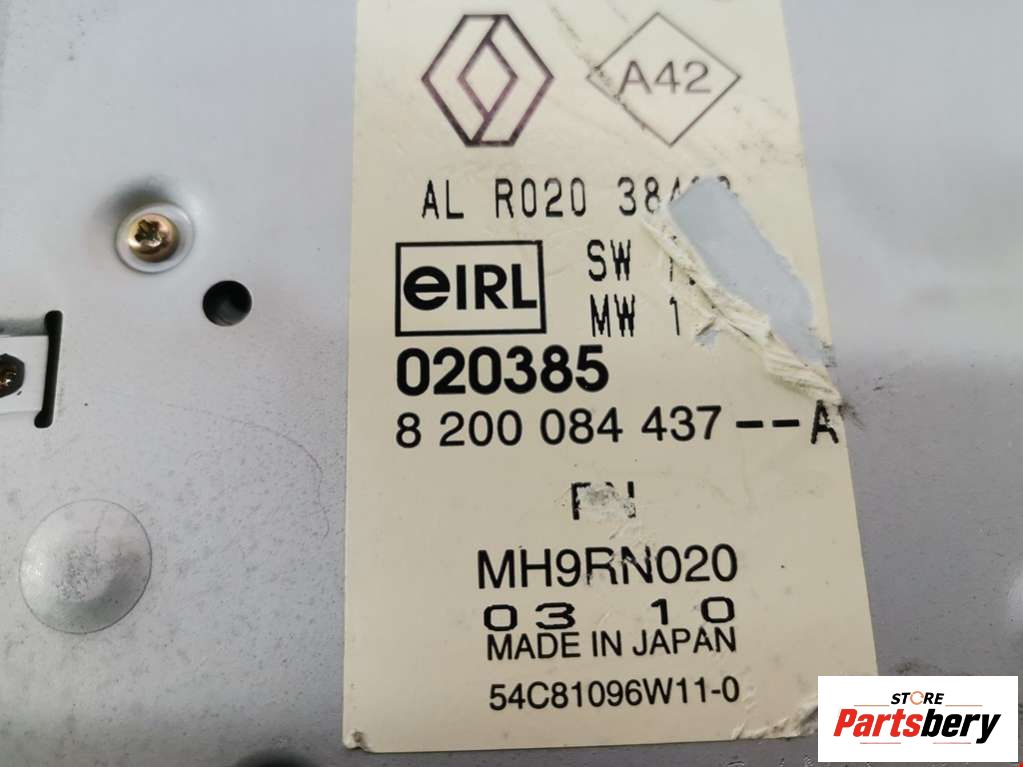 A42
AL R020
eIRL
SW
MW 1
020385
8 200 084 437--A
MH9RN020
03 10
MADE IN JAPAN
54C81096W11-0
STORE
Partsbery